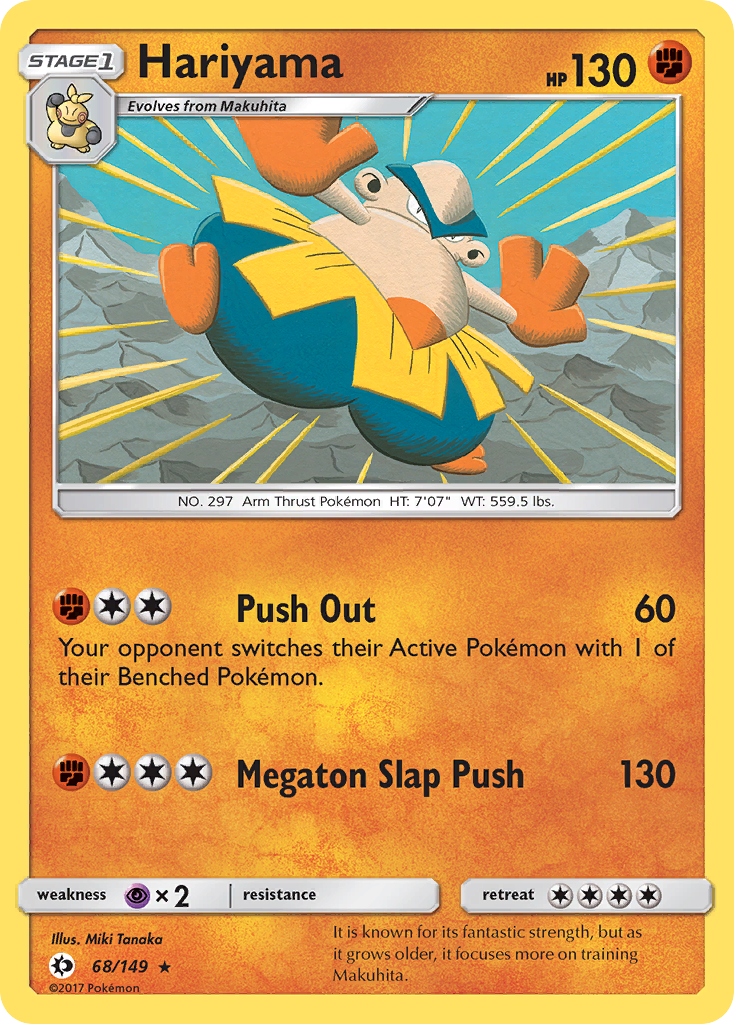 STAGE 1 Hariyama HP 130
Evolves from Makuhita
NO. 297 Arm Thrust Pokémon HT: 7'07" WT: 559.5 lbs.
Push Out 60
Your opponent switches their Active Pokémon with 1 of
their Benched Pokémon.
Megaton Slap Push 130
weakness × 2 resistance retreat
Illus. Miki Tanaka
68/149
©2017 Pokémon
It is known for its fantastic strength, but as
it grows older, it focuses more on training
Makuhita.